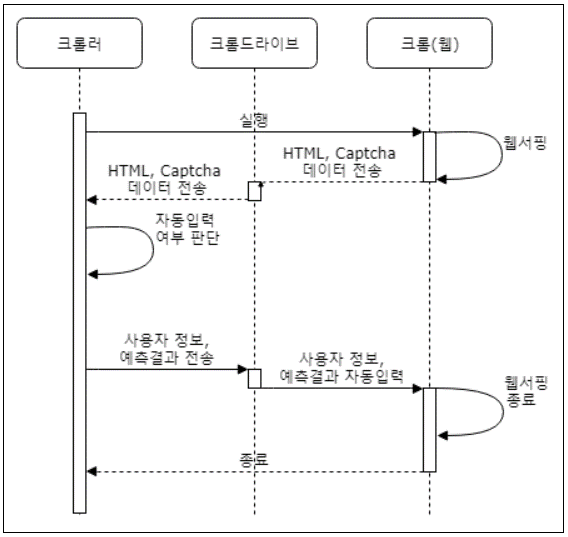 크롤러
크롬드라이브
크롬(웹)
실행
웹서핑
HTML, Captcha
데이터 전송
HTML, Captcha
데이터 전송
자동입력
여부 판단
사용자 정보,
예측결과 전송
사용자 정보,
예측결과 자동입력
웹서핑
종료
종료